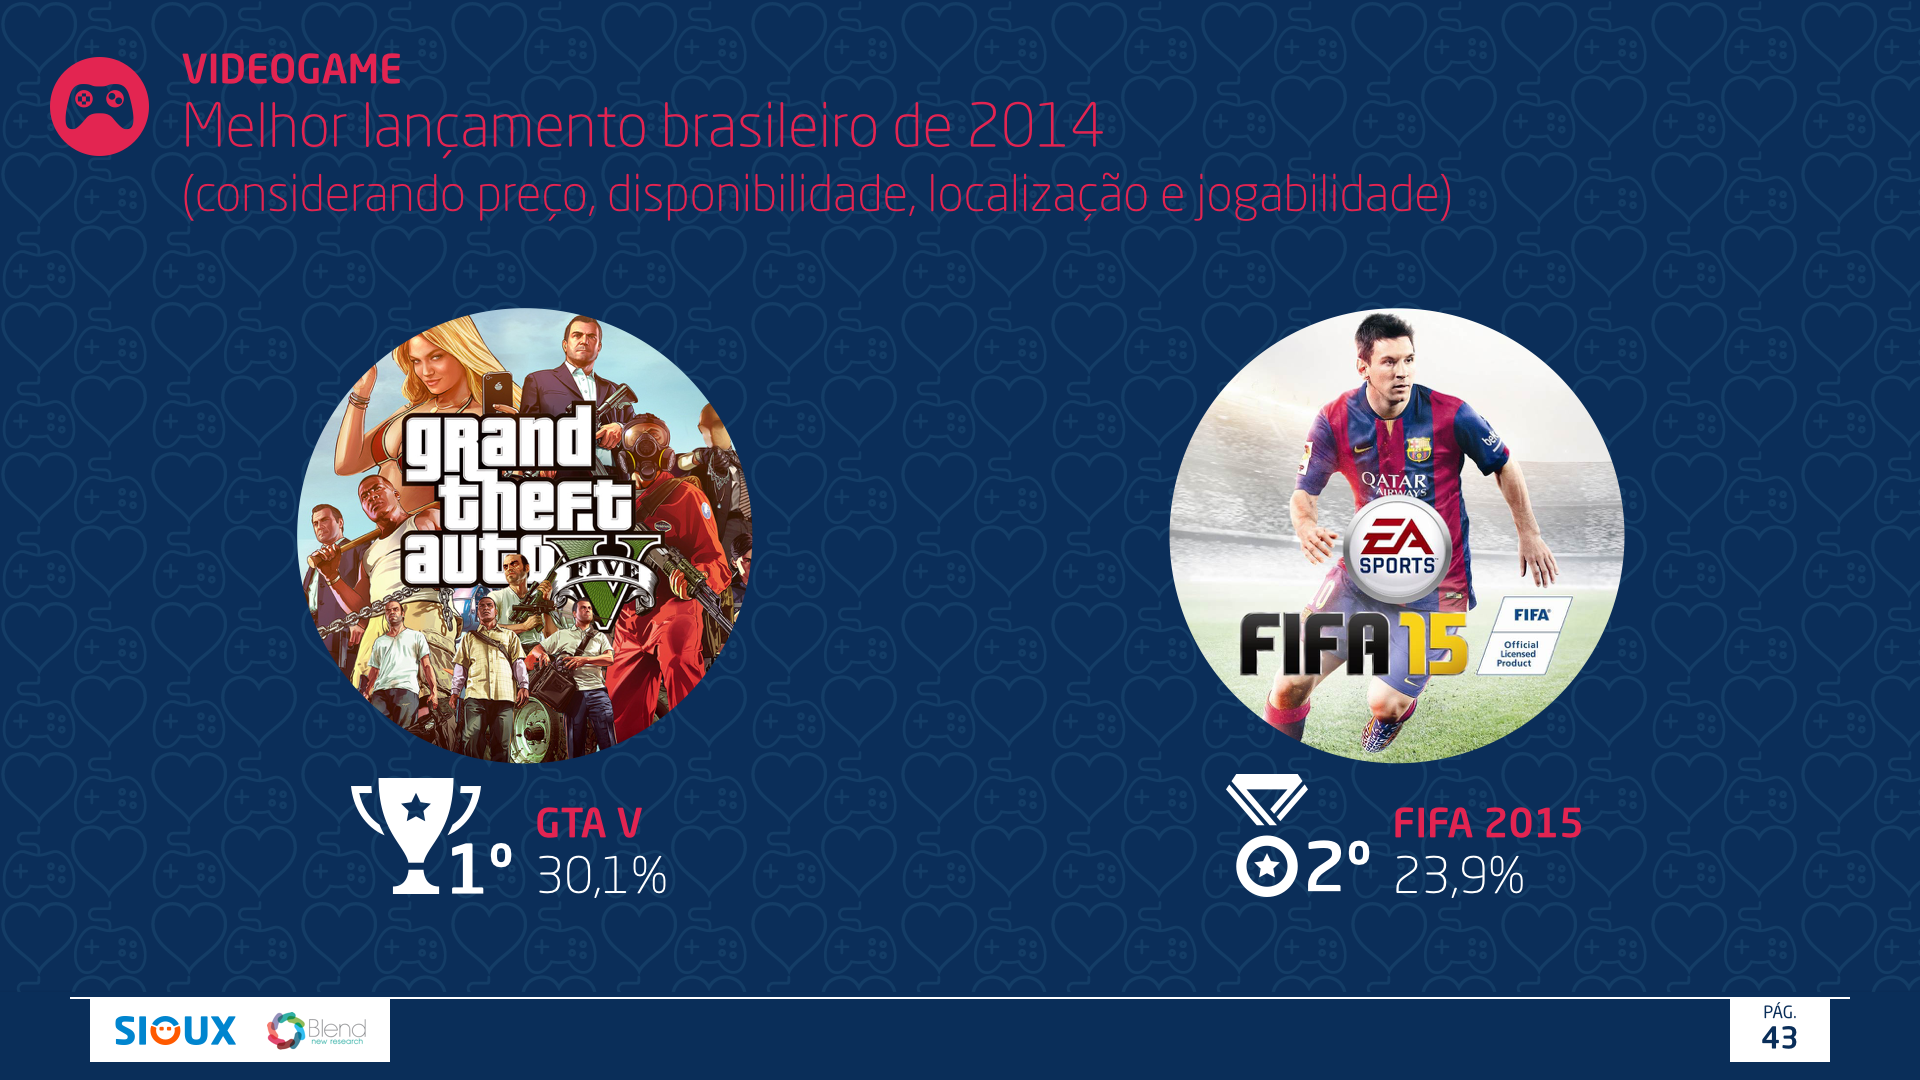 VIDEOGAME
Melhor lançamento brasileiro de 2014
(considerando preço, disponibilidade, localização e jogabilidade)
grand
theft
auto V
FIVE
beko
QATAR
AIRWAYS
EA
SPORTS
FIFA 15
FIFA
Official
Licensed
Product
1º
GTA V
30,1%
2º
FIFA 2015
23,9%
SIOUX
Blend
new research
PÁG.
43